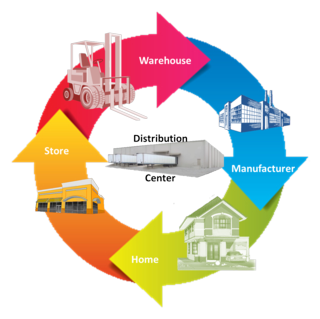 Warehouse
Distribution
Center
Store
Manufacturer
Home